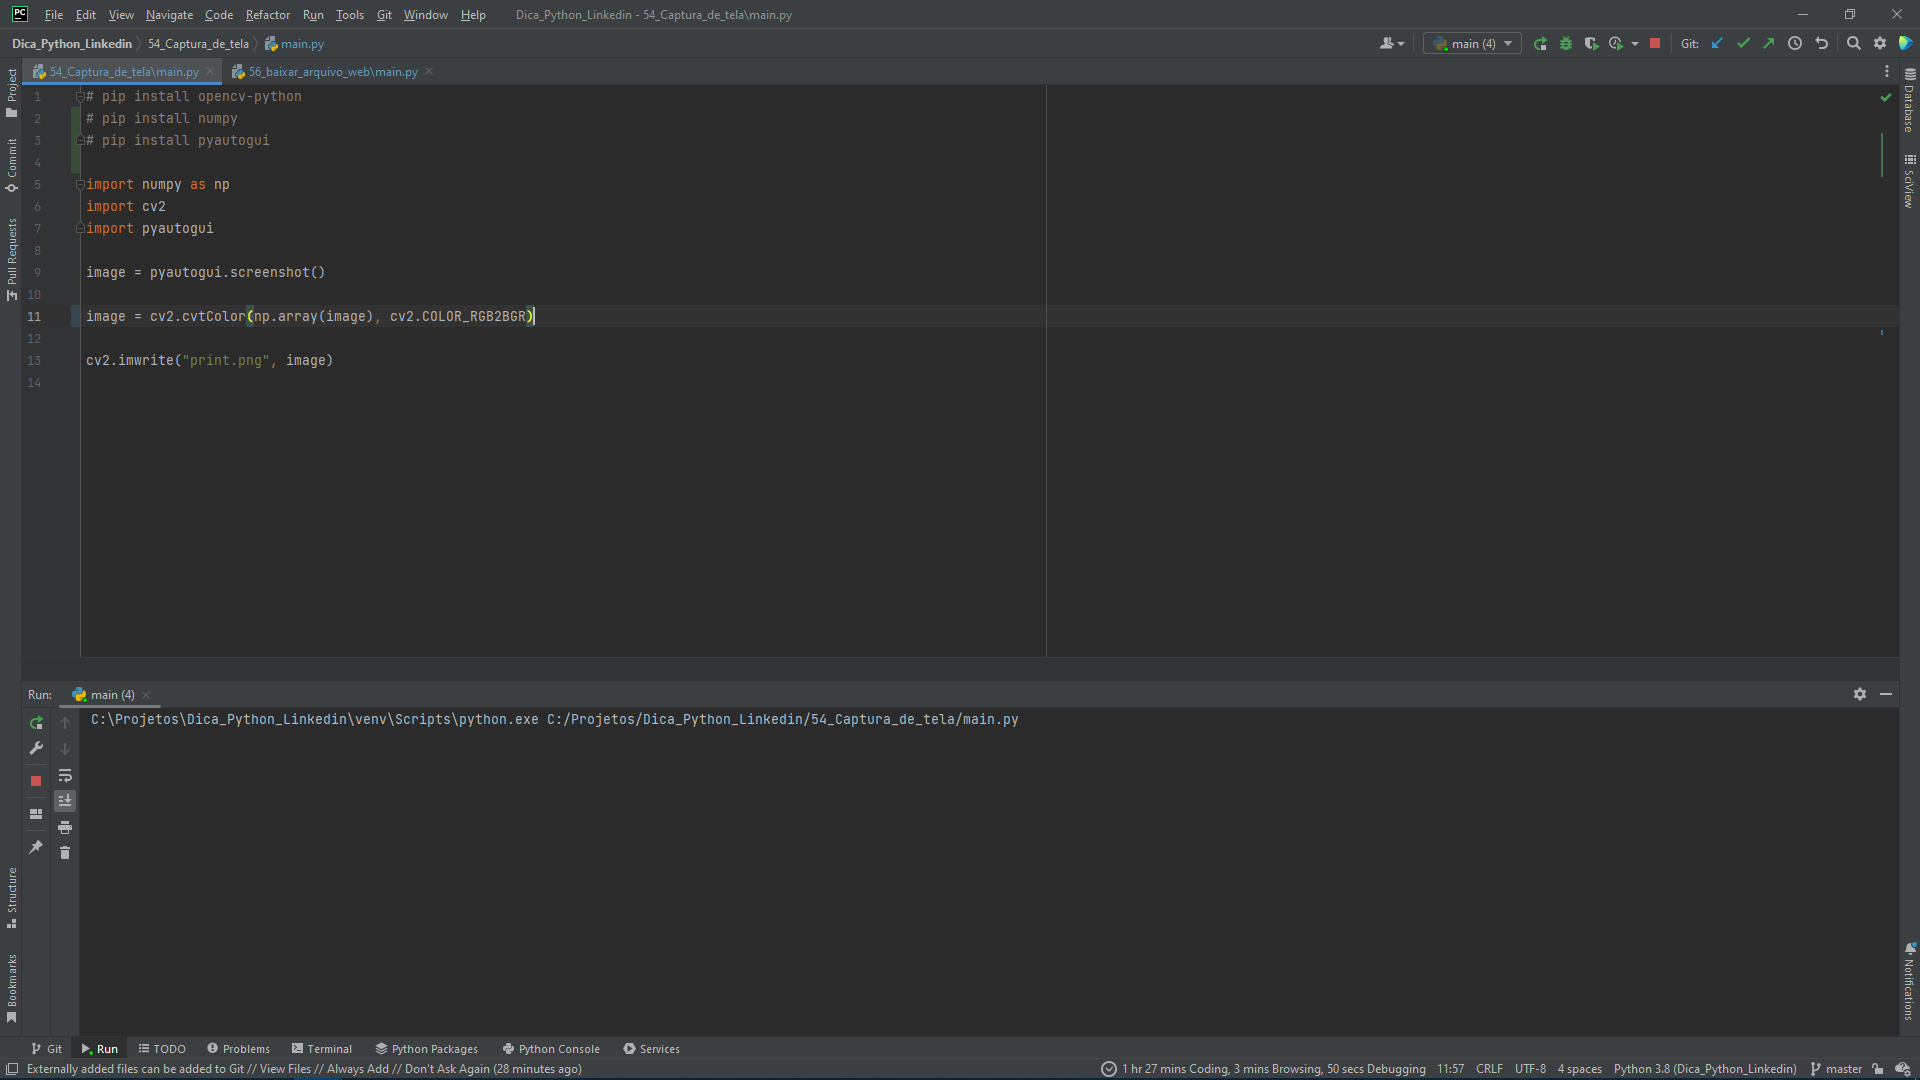 PC File Edit View Navigate Code Refactor Run Tools Git Window Help Dica_Python_Linkedin - 54_Captura_de_tela\main.py
Dica_Python_Linkedin 54_Captura_de_tela main.py main (4) Git:
54_Captura_de_tela\main.py 56_baixar_arquivo_web\main.py
Project
Commit
Pull Requests
Structure
Bookmarks
1 # pip install opencv-python
2 # pip install numpy
3 # pip install pyautogui
4
5 import numpy as np
6 import cv2
7 import pyautogui
8
9 image = pyautogui.screenshot()
10
11 image = cv2.cvtColor(np.array(image), cv2.COLOR_RGB2BGR)
12
13 cv2.imwrite("print.png", image)
14
Database
SciView
Notifications
Run: main (4)
C:\Projetos\Dica_Python_Linkedin\venv\Scripts\python.exe C:/Projetos/Dica_Python_Linkedin/54_Captura_de_tela/main.py
Git Run TODO Problems Terminal Python Packages Python Console Services
Externally added files can be added to Git // View Files // Always Add // Don't Ask Again (28 minutes ago) 1 hr 27 mins Coding, 3 mins Browsing, 50 secs Debugging 11:57 CRLF UTF-8 4 spaces Python 3.8 (Dica_Python_Linkedin) master